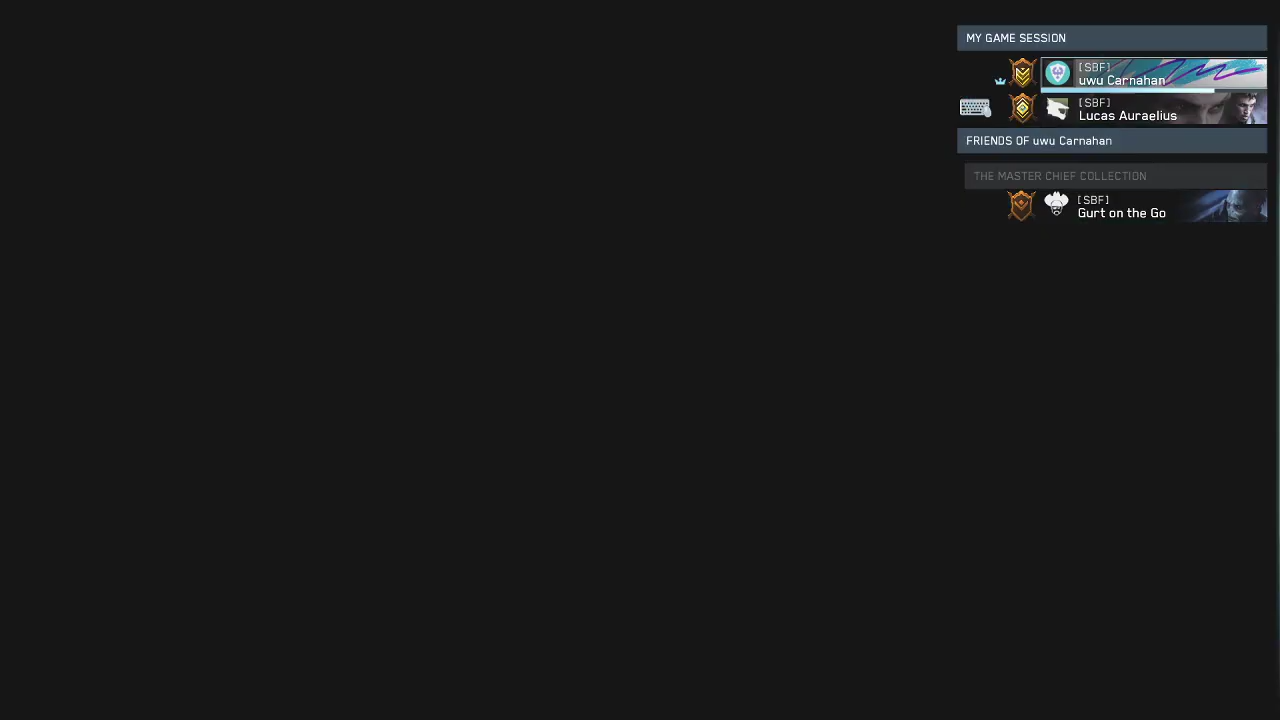 MY GAME SESSION
[SBF]
uwu Carnahan
[SBF]
Lucas Auraelius
FRIENDS OF uwu Carnahan
THE MASTER CHIEF COLLECTION
[SBF]
Gurt on the Go